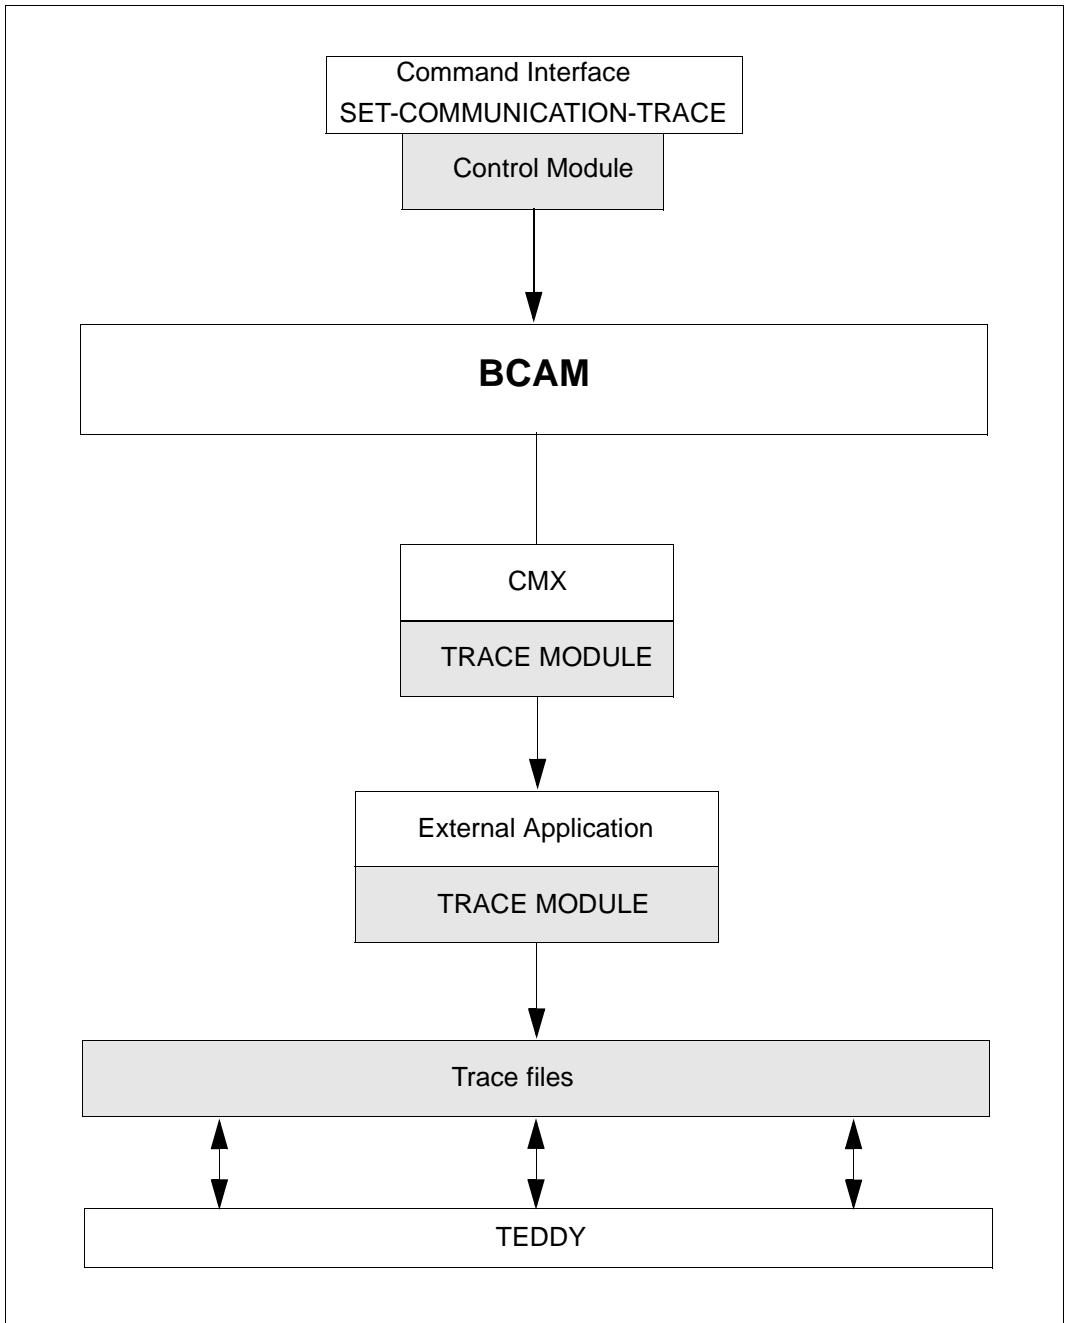 Command Interface
SET-COMMUNICATION-TRACE
Control Module
BCAM
CMX
TRACE MODULE
External Application
TRACE MODULE
Trace files
TEDDY